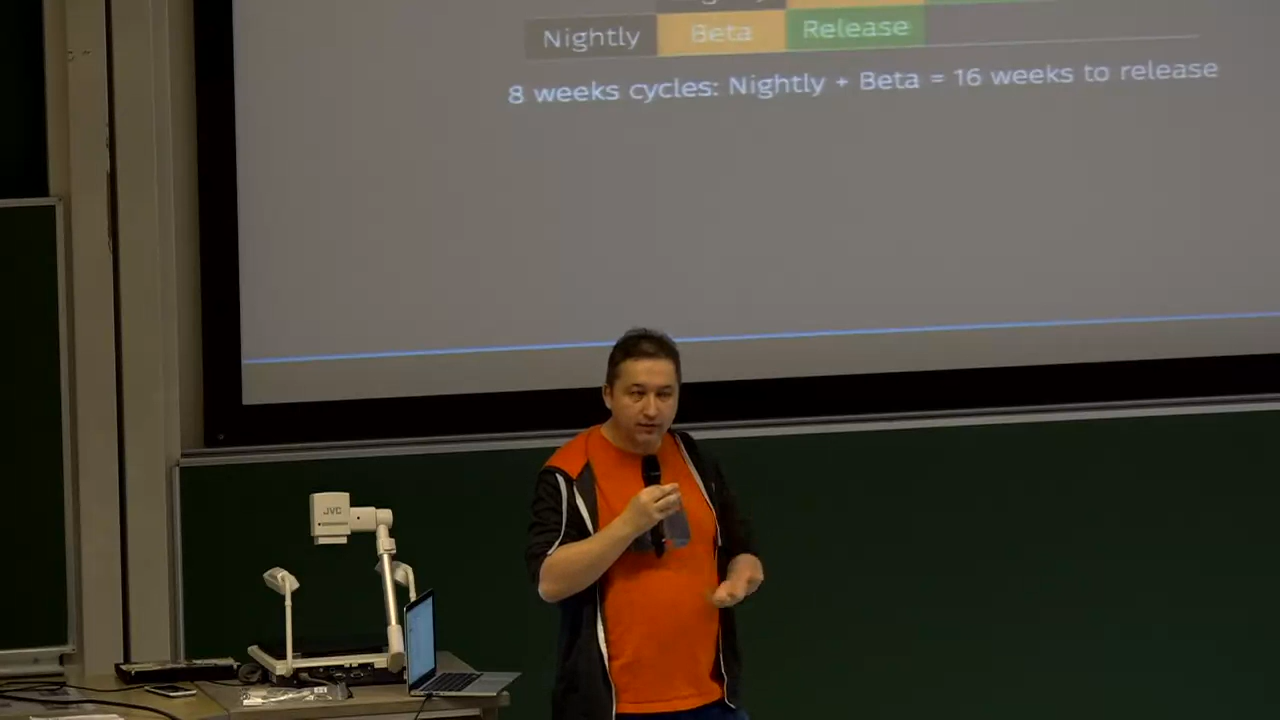 Nightly Beta Release
8 weeks cycles: Nightly + Beta = 16 weeks to release
JVC